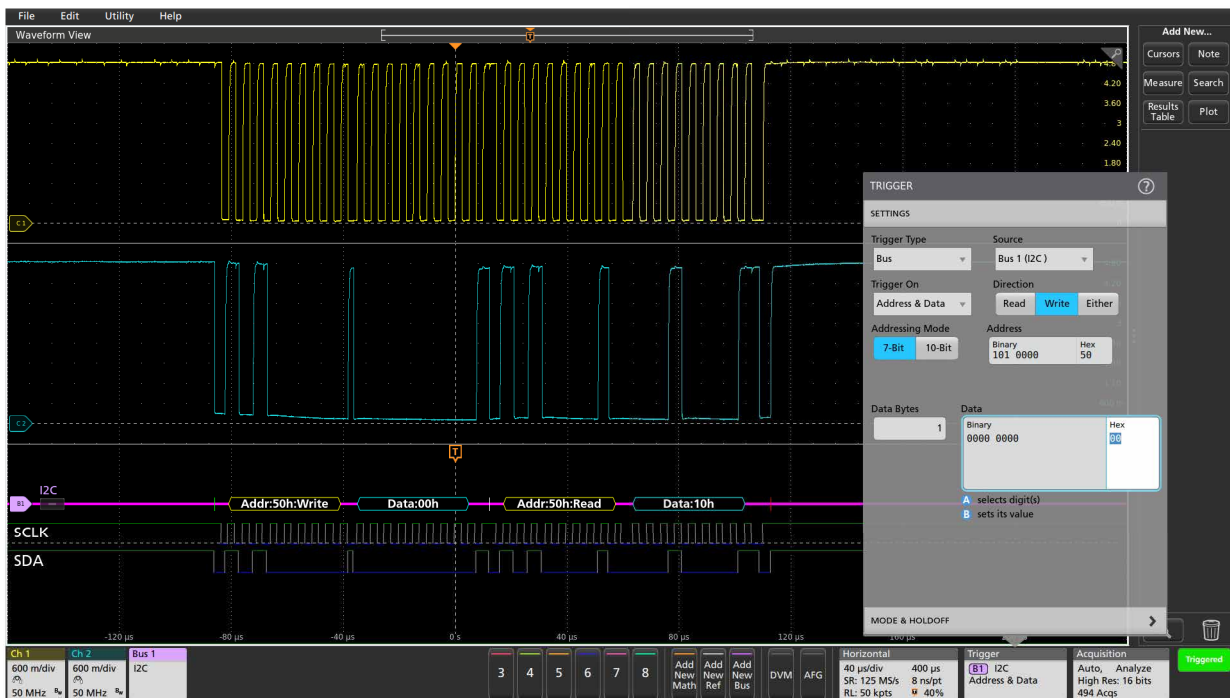 File Edit Utility Help
Waveform View
Add New...
Cursors Note
Measure Search
Results Table Plot
4.20
3.60
3
2.40
1.80
C1
C2
TRIGGER ?
SETTINGS
Trigger Type Source
Bus Bus 1 (I2C )
Trigger On Direction
Address & Data Read Write Either
Addressing Mode Address
7-Bit 10-Bit Binary Hex
101 0000 50
Data Bytes Data
1 Binary Hex
0000 0000 00
A selects digit(s)
B sets its value
MODE & HOLDOFF
T
B1 I2C
Addr:50h:Write Data:00h Addr:50h:Read Data:10h
SCLK
SDA
-120 µs -80 µs -40 µs 0 s 40 µs 80 µs 120 µs 160 µs
Ch 1 Ch 2 Bus 1
600 m/div 600 m/div I2C
50 MHz Bw 50 MHz Bw
3 4 5 6 7 8
Add New Math Add New Ref Add New Bus
DVM AFG
Horizontal
40 µs/div 400 µs
SR: 125 MS/s 8 ns/pt
RL: 50 kpts 40%
Trigger
B1 I2C
Address & Data
Acquisition
Auto, Analyze
High Res: 16 bits
494 Acqs
Triggered